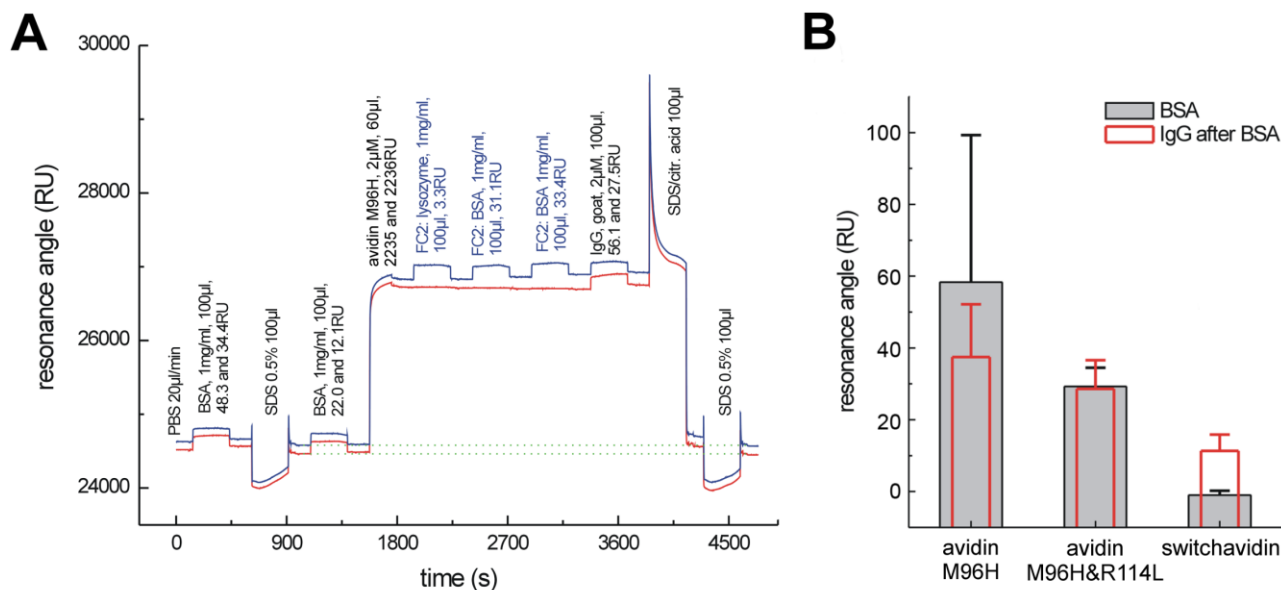 A
resonance angle (RU)
30000
28000
26000
24000
PBS 20µl/min
BSA, 1mg/ml, 100µl,
48.3 and 34.4RU
SDS 0.5% 100µl
BSA, 1mg/ml, 100µl,
22.0 and 12.1RU
avidin M96H, 2µM, 60µl,
2235 and 2236RU
FC2: lysozyme, 1mg/ml,
100µl, 3.3RU
FC2: BSA, 1mg/ml,
100µl, 31.1RU
FC2: BSA 1mg/ml,
100µl, 33.4RU
IgG, goat, 2µM, 100µl,
56.1 and 27.5RU
SDS/citr. acid 100µl
SDS 0.5% 100µl
0 900 1800 2700 3600 4500
time (s)
B
BSA
IgG after BSA
resonance angle (RU)
100
80
60
40
20
0
avidin
M96H
avidin
M96H&R114L
switchavidin